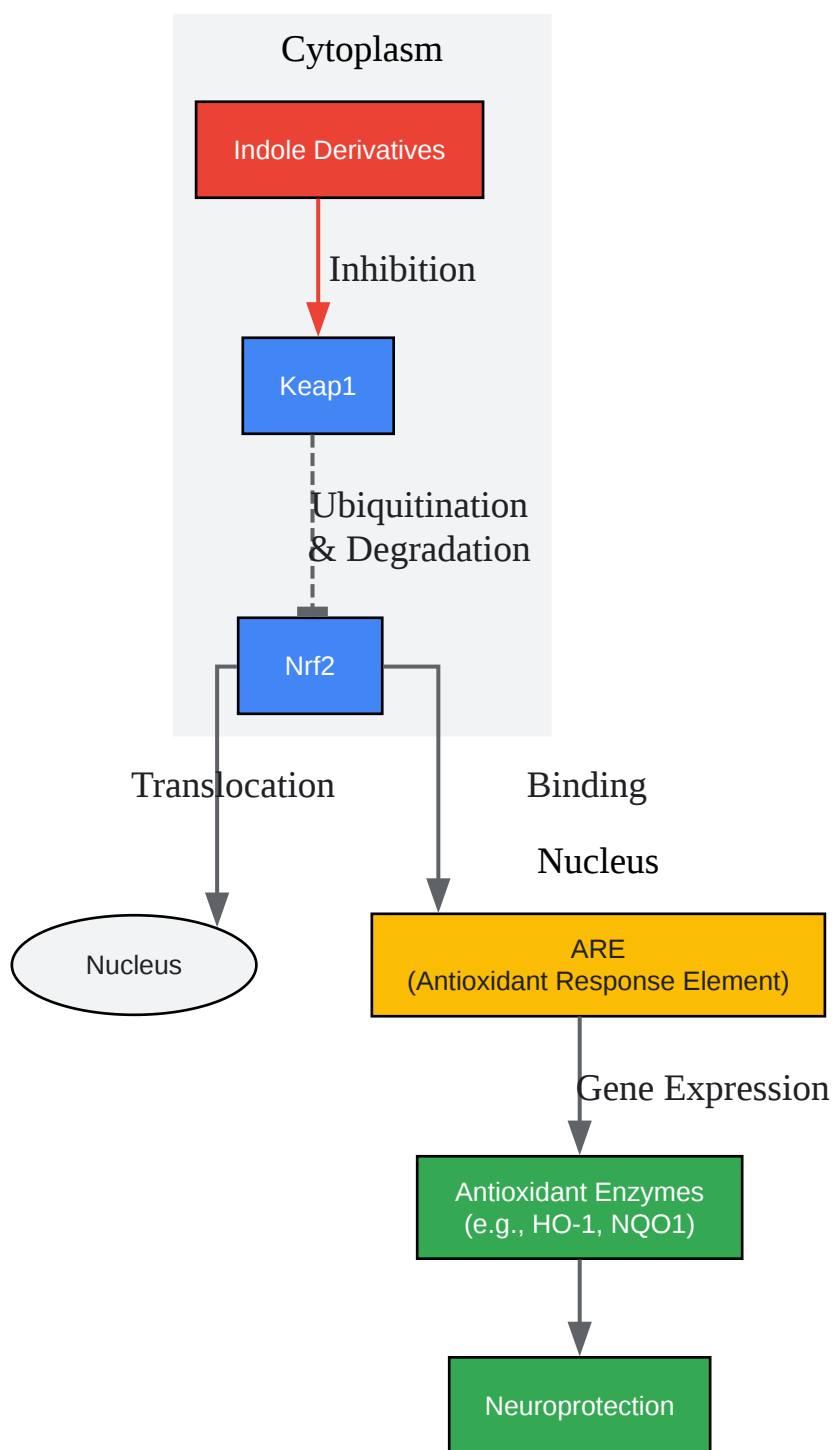 Cytoplasm
Indole Derivatives
Inhibition
Keap1
Ubiquitination
& Degradation
Nrf2
Translocation
Binding
Nucleus
Nucleus
ARE
(Antioxidant Response Element)
Gene Expression
Antioxidant Enzymes
(e.g., HO-1, NQO1)
Neuroprotection